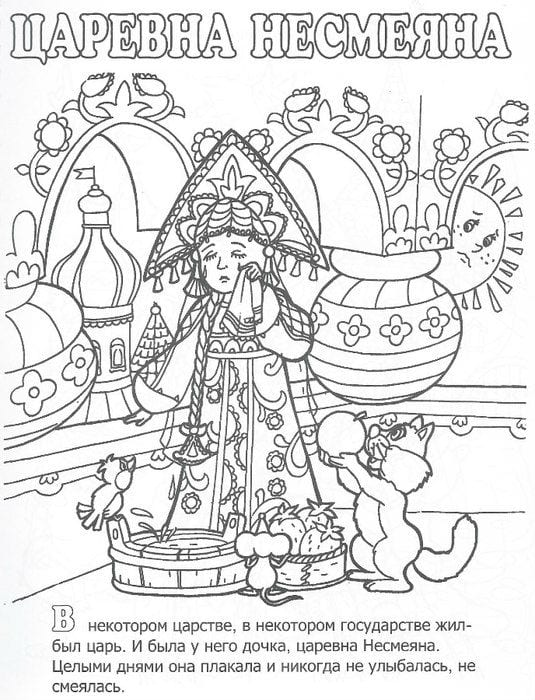 ЦАРЕВНА НЕСМЕЯНА
В некотором царстве, в некотором государстве жил-
был царь. И была у него дочка, царевна Несмеяна.
Целыми днями она плакала и никогда не улыбалась, не
смеялась.